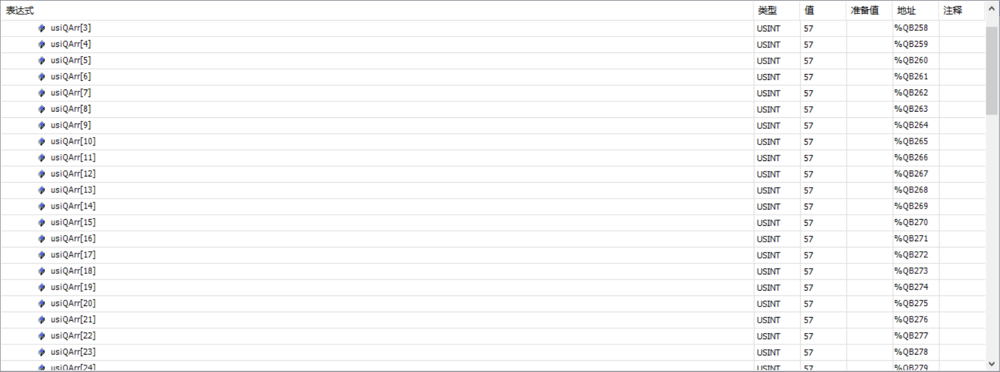 表达式 类型 值 准备值 地址 注释
usiQArr[3] USINT 57 %QB258
usiQArr[4] USINT 57 %QB259
usiQArr[5] USINT 57 %QB260
usiQArr[6] USINT 57 %QB261
usiQArr[7] USINT 57 %QB262
usiQArr[8] USINT 57 %QB263
usiQArr[9] USINT 57 %QB264
usiQArr[10] USINT 57 %QB265
usiQArr[11] USINT 57 %QB266
usiQArr[12] USINT 57 %QB267
usiQArr[13] USINT 57 %QB268
usiQArr[14] USINT 57 %QB269
usiQArr[15] USINT 57 %QB270
usiQArr[16] USINT 57 %QB271
usiQArr[17] USINT 57 %QB272
usiQArr[18] USINT 57 %QB273
usiQArr[19] USINT 57 %QB274
usiQArr[20] USINT 57 %QB275
usiQArr[21] USINT 57 %QB276
usiQArr[22] USINT 57 %QB277
usiQArr[23] USINT 57 %QB278
usiQArr[24] USINT 57 %QB279